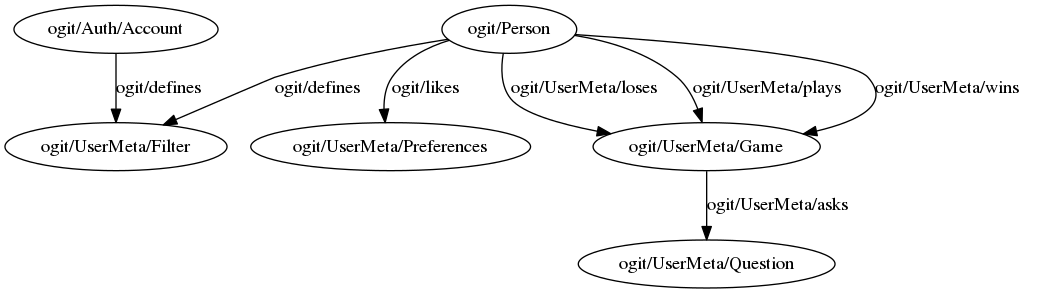 ogit/Auth/Account
ogit/Person
ogit/defines
ogit/defines
ogit/likes
ogit/UserMeta/loses
ogit/UserMeta/plays
ogit/UserMeta/wins
ogit/UserMeta/Filter
ogit/UserMeta/Preferences
ogit/UserMeta/Game
ogit/UserMeta/asks
ogit/UserMeta/Question